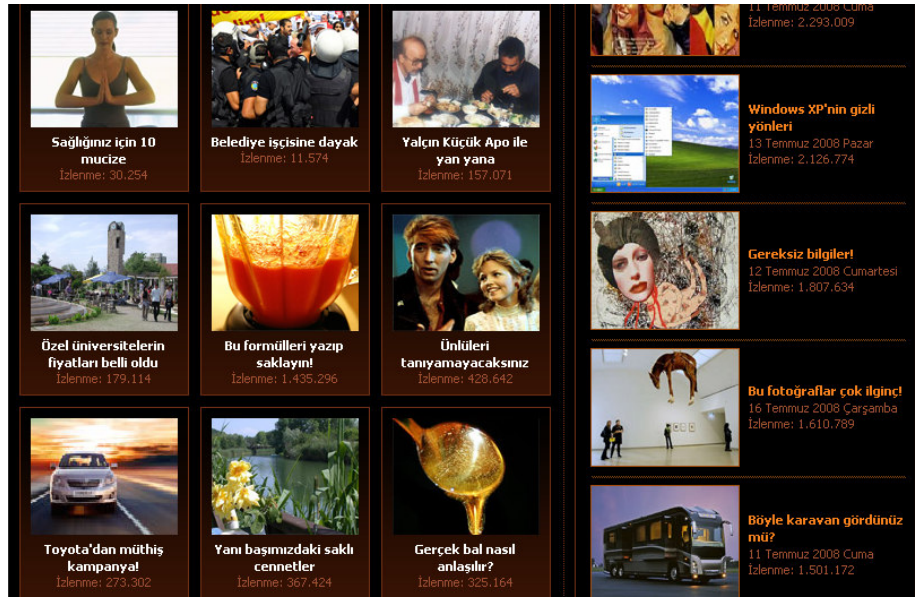 Sağlığınız için 10
mucize
İzlenme: 30.254
Belediye işçisine dayak
İzlenme: 11.574
Yalçın Küçük Apo ile
yan yana
İzlenme: 157.071
Özel üniversitelerin
fiyatları belli oldu
İzlenme: 179.114
Bu formülleri yazıp
saklayın!
İzlenme: 1.435.296
Ünlüleri
tanıyamayacaksınız
İzlenme: 428.642
Toyota'dan müthiş
kampanya!
İzlenme: 273.302
Yanı başımızdaki saklı
cennetler
İzlenme: 367.424
Gerçek bal nasıl
anlaşılır?
İzlenme: 325.164
11 Temmuz 2008 Cuma
İzlenme: 2.293.009
Windows XP'nin gizli
yönleri
13 Temmuz 2008 Pazar
İzlenme: 2.126.774
Gereksiz bilgiler!
12 Temmuz 2008 Cumartesi
İzlenme: 1.807.634
Bu fotoğraflar çok ilginç!
16 Temmuz 2008 Çarşamba
İzlenme: 1.610.789
Böyle karavan gördünüz
mü?
11 Temmuz 2008 Cuma
İzlenme: 1.501.172